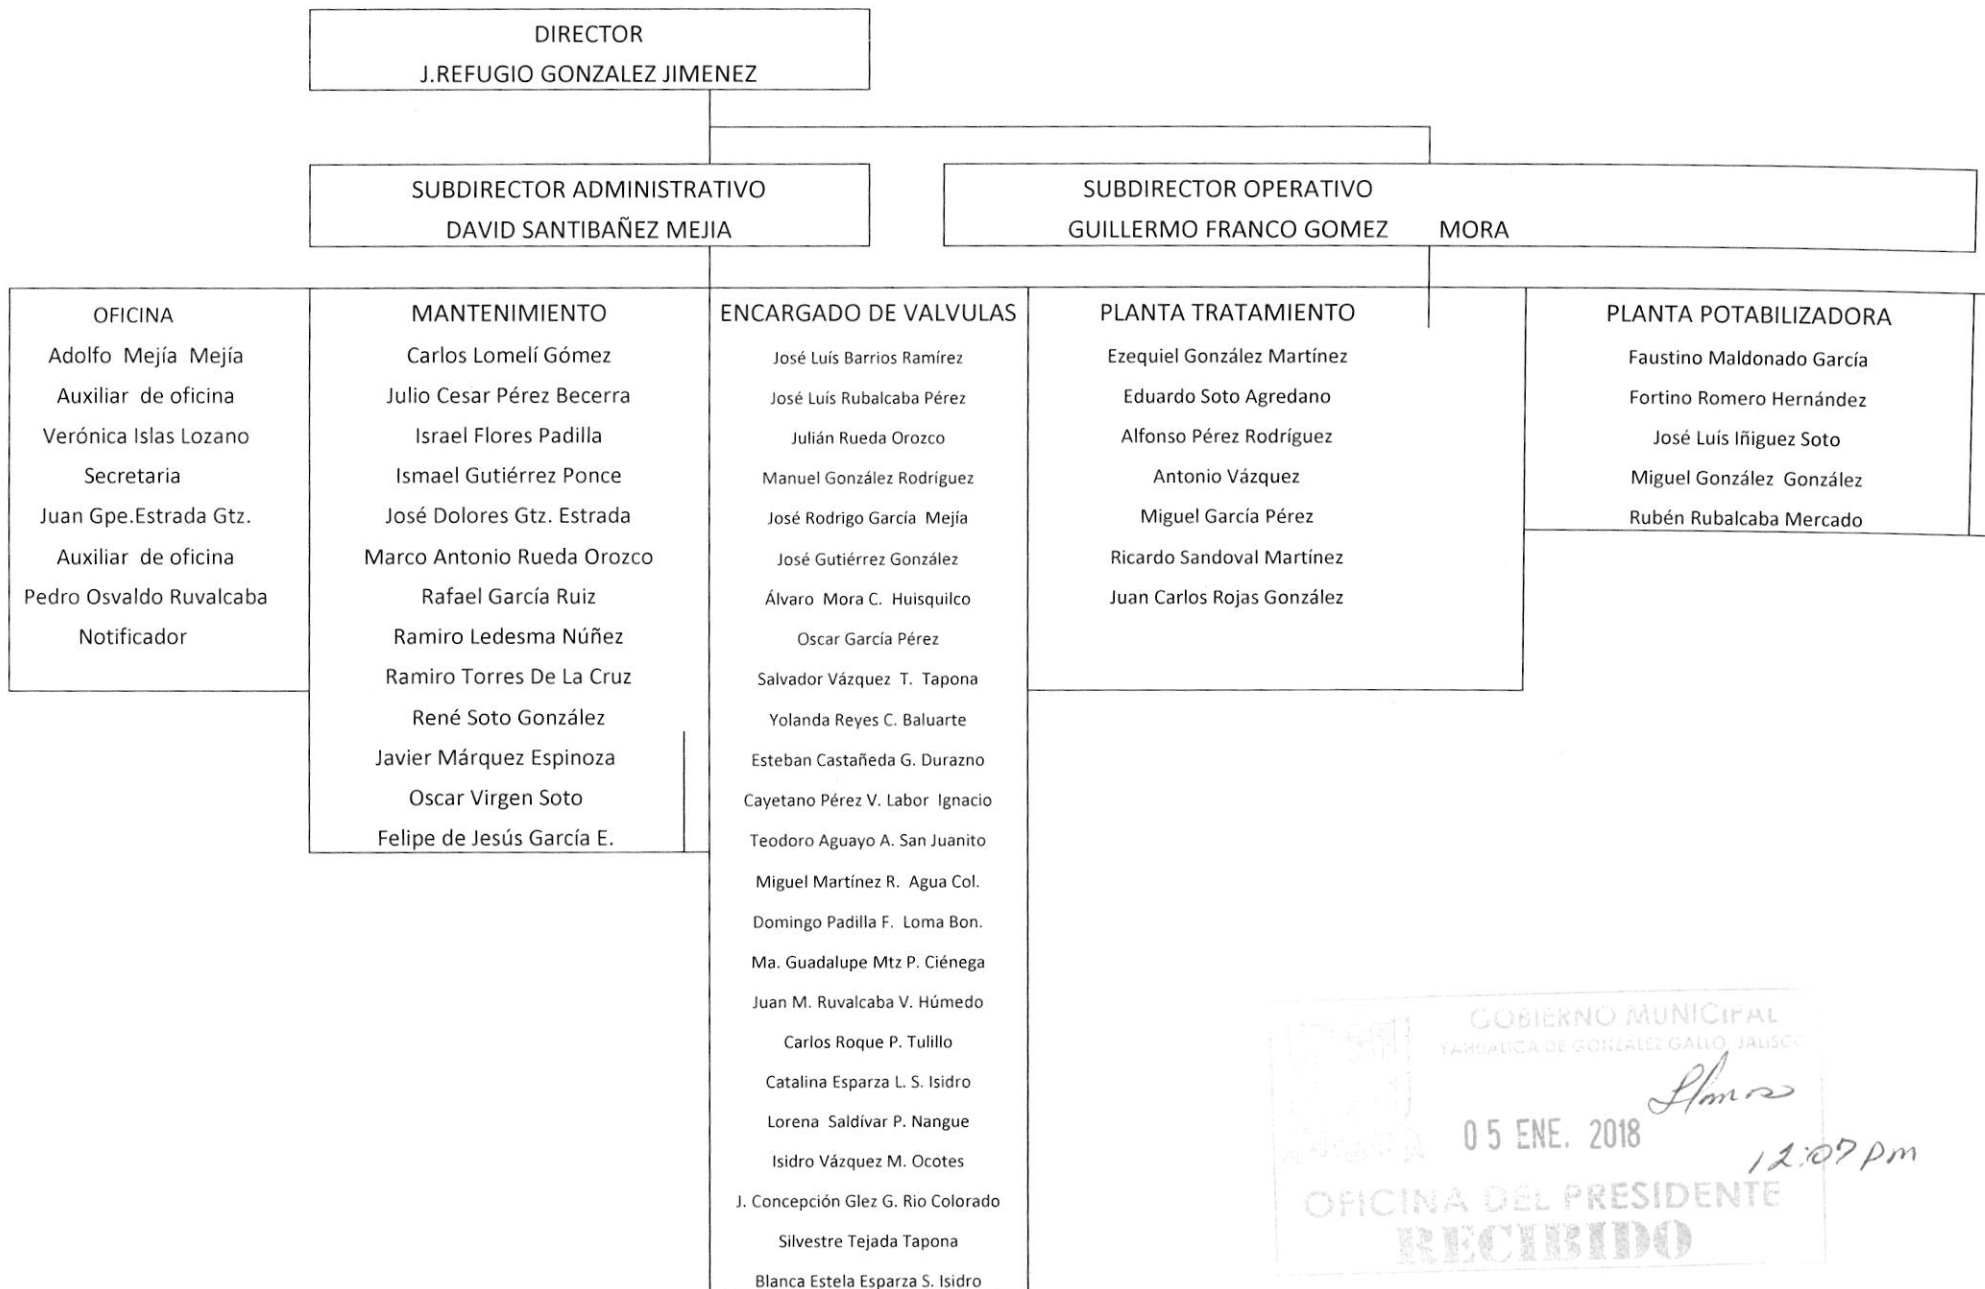 DIRECTOR
J.REFUGIO GONZALEZ JIMENEZ
SUBDIRECTOR ADMINISTRATIVO
DAVID SANTIBAÑEZ MEJIA
SUBDIRECTOR OPERATIVO
GUILLERMO FRANCO GOMEZ MORA
OFICINA
Adolfo Mejía Mejía
Auxiliar de oficina
Verónica Islas Lozano
Secretaria
Juan Gpe.Estrada Gtz.
Auxiliar de oficina
Pedro Osvaldo Ruvalcaba
Notificador
MANTENIMIENTO
Carlos Lomelí Gómez
Julio Cesar Pérez Becerra
Israel Flores Padilla
Ismael Gutiérrez Ponce
José Dolores Gtz. Estrada
Marco Antonio Rueda Orozco
Rafael García Ruiz
Ramiro Ledesma Núñez
Ramiro Torres De La Cruz
René Soto González
Javier Márquez Espinoza
Oscar Virgen Soto
Felipe de Jesús García E.
ENCARGADO DE VALVULAS
José Luís Barrios Ramírez
José Luís Rubalcaba Pérez
Julián Rueda Orozco
Manuel González Rodríguez
José Rodrigo García Mejía
José Gutiérrez González
Álvaro Mora C. Huisquilco
Oscar García Pérez
Salvador Vázquez T. Tapona
Yolanda Reyes C. Baluarte
Esteban Castañeda G. Durazno
Cayetano Pérez V. Labor Ignacio
Teodoro Aguayo A. San Juanito
Miguel Martínez R. Agua Col.
Domingo Padilla F. Loma Bon.
Ma. Guadalupe Mtz P. Ciénega
Juan M. Ruvalcaba V. Húmedo
Carlos Roque P. Tulillo
Catalina Esparza L. S. Isidro
Lorena Saldívar P. Nangue
Isidro Vázquez M. Ocotes
J. Concepción Glez G. Rio Colorado
Silvestre Tejada Tapona
Blanca Estela Esparza S. Isidro
PLANTA TRATAMIENTO
Ezequiel González Martínez
Eduardo Soto Agredano
Alfonso Pérez Rodríguez
Antonio Vázquez
Miguel García Pérez
Ricardo Sandoval Martínez
Juan Carlos Rojas González
PLANTA POTABILIZADORA
Faustino Maldonado García
Fortino Romero Hernández
José Luís Iñiguez Soto
Miguel González González
Rubén Rubalcaba Mercado
GOBIERNO MUNICIPAL
YAHUALICA DE GONZÁLEZ GALLO, JALISCO
05 ENE. 2018
12:07 pm
OFICINA DEL PRESIDENTE
RECIBIDO